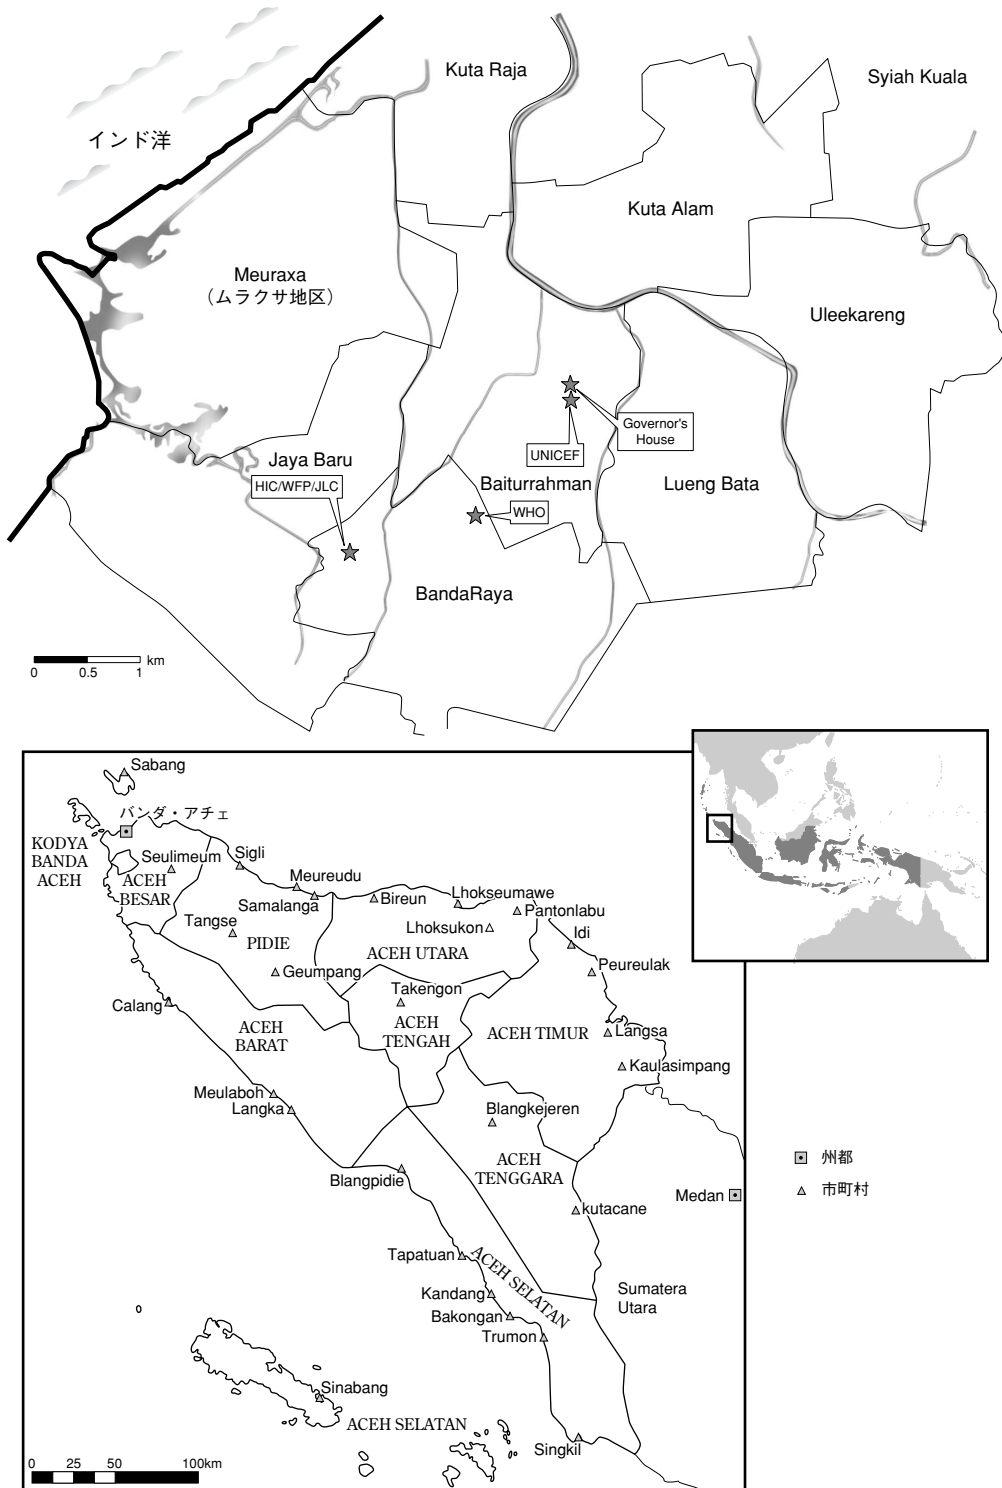 Kuta Raja
Syiah Kuala
インド洋
Kuta Alam
Meuraxa
（ムラクサ地区）
Uleekareng
Governor's
House
UNICEF
Jaya Baru
Baiturrahman
Lueng Bata
HIC/WFP/JLC
WHO
BandaRaya
km
0 0.5 1
Sabang
バンダ・アチェ
KODYA
BANDA
ACEH
Seulimeum
Sigli
ACEH
BESAR
Meureudu
Samalanga
Bireun
Lhokseumawe
Pantonlabu
Tangse
PIDIE
Lhoksukon
Idi
ACEH UTARA
Geumpang
Peureulak
Calang
Takengon
ACEH
BARAT
ACEH
TENGAH
ACEH TIMUR
Langsa
Kaulasimpang
Meulaboh
Langka
Blangkejeren
Blangpidie
ACEH
TENGGARA
Medan
kutacane
州都
市町村
Tapatuan
ACEH SELATAN
Kandang
Bakongan
Trumon
Sumatera
Utara
Sinabang
ACEH SELATAN
Singkil
0 25 50 100km